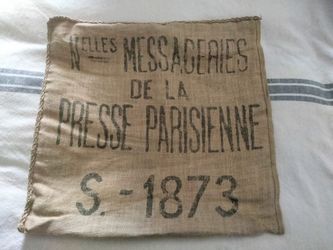 NELLES MESSAGERIES
DE LA
PRESSE PARISIENNE
S.-1873